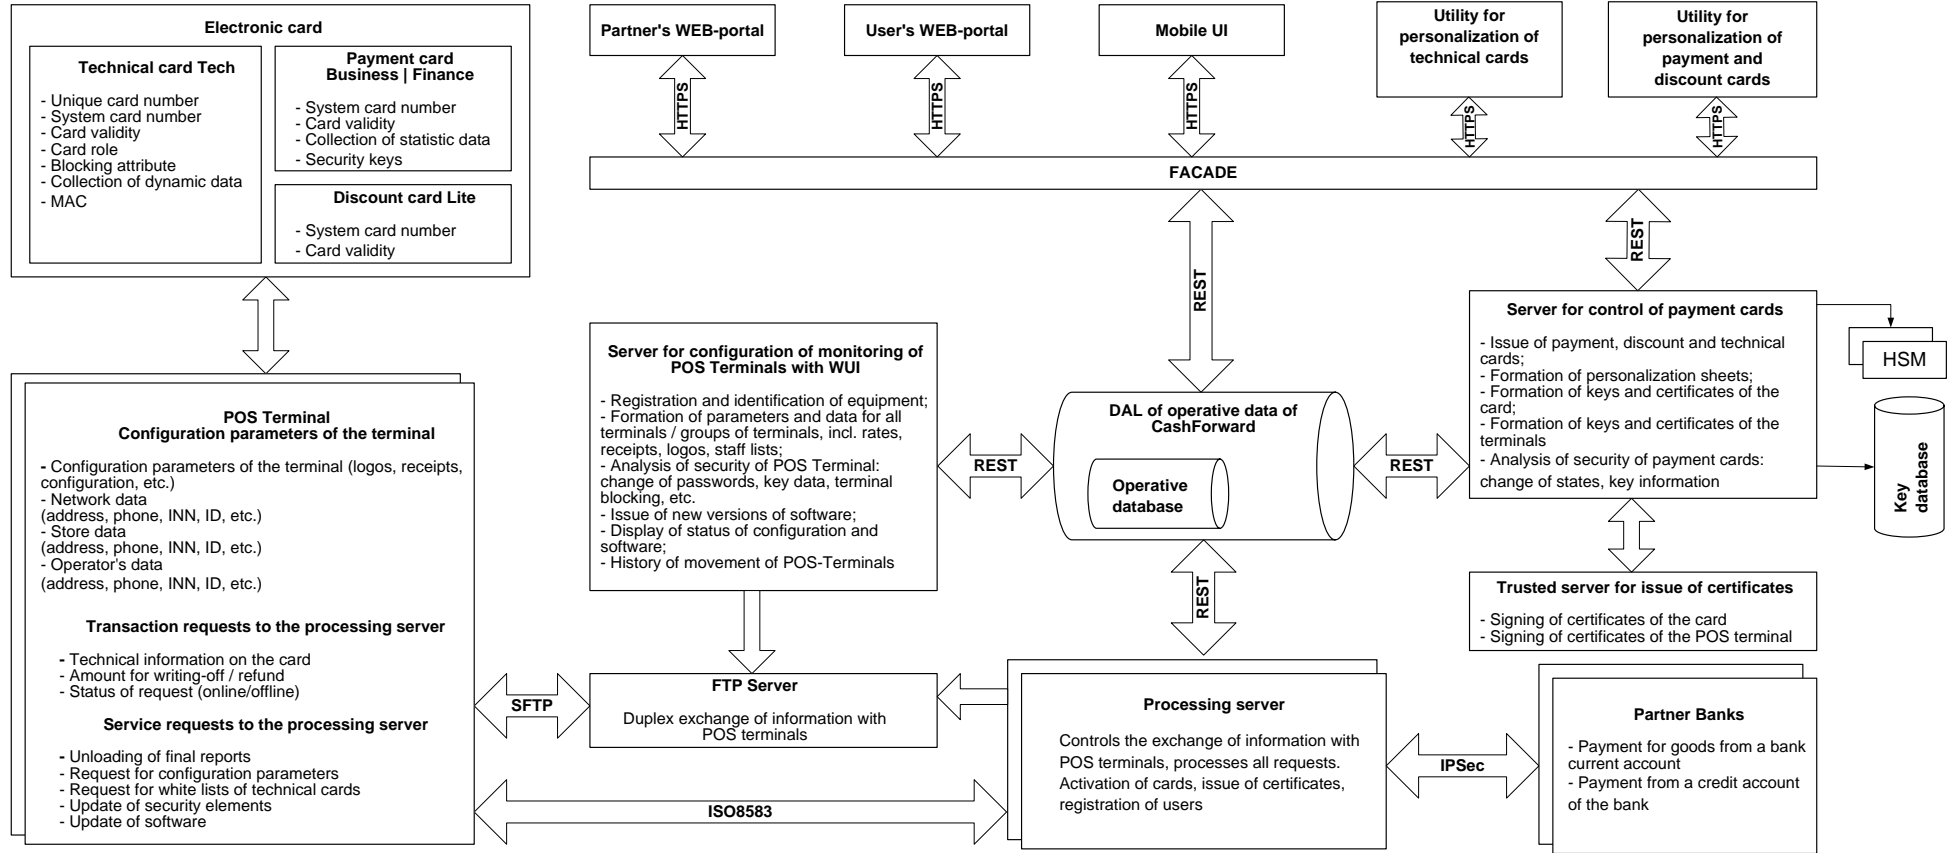 Electronic card
Technical card Tech
- Unique card number
- System card number
- Card validity
- Card role
- Blocking attribute
- Collection of dynamic data
- MAC
Payment card
Business | Finance
- System card number
- Card validity
- Collection of statistic data
- Security keys
Discount card Lite
- System card number
- Card validity
Partner's WEB-portal
User's WEB-portal
Mobile UI
Utility for
personalization of
technical cards
Utility for
personalization of
payment and
discount cards
HTTPS
HTTPS
HTTPS
HTTPS
HTTPS
FACADE
REST
REST
POS Terminal
Configuration parameters of the terminal
- Configuration parameters of the terminal (logos, receipts,
configuration, etc.)
- Network data
(address, phone, INN, ID, etc.)
- Store data
(address, phone, INN, ID, etc.)
- Operator's data
(address, phone, INN, ID, etc.)
Transaction requests to the processing server
- Technical information on the card
- Amount for writing-off / refund
- Status of request (online/offline)
Service requests to the processing server
- Unloading of final reports
- Request for configuration parameters
- Request for white lists of technical cards
- Update of security elements
- Update of software
Server for configuration of monitoring of
POS Terminals with WUI
- Registration and identification of equipment;
- Formation of parameters and data for all
terminals / groups of terminals, incl. rates,
receipts, logos, staff lists;
- Analysis of security of POS Terminal:
change of passwords, key data, terminal
blocking, etc.
- Issue of new versions of software;
- Display of status of configuration and
software;
- History of movement of POS-Terminals
REST
DAL of operative data of
CashForward
Operative
database
REST
Server for control of payment cards
- Issue of payment, discount and technical
cards;
- Formation of personalization sheets;
- Formation of keys and certificates of the
card;
- Formation of keys and certificates of the
terminals
- Analysis of security of payment cards:
change of states, key information
HSM
Key
database
REST
Trusted server for issue of certificates
- Signing of certificates of the card
- Signing of certificates of the POS terminal
SFTP
FTP Server
Duplex exchange of information with
POS terminals
Processing server
Controls the exchange of information with
POS terminals, processes all requests.
Activation of cards, issue of certificates,
registration of users
IPSec
Partner Banks
- Payment for goods from a bank
current account
- Payment from a credit account
of the bank
ISO8583